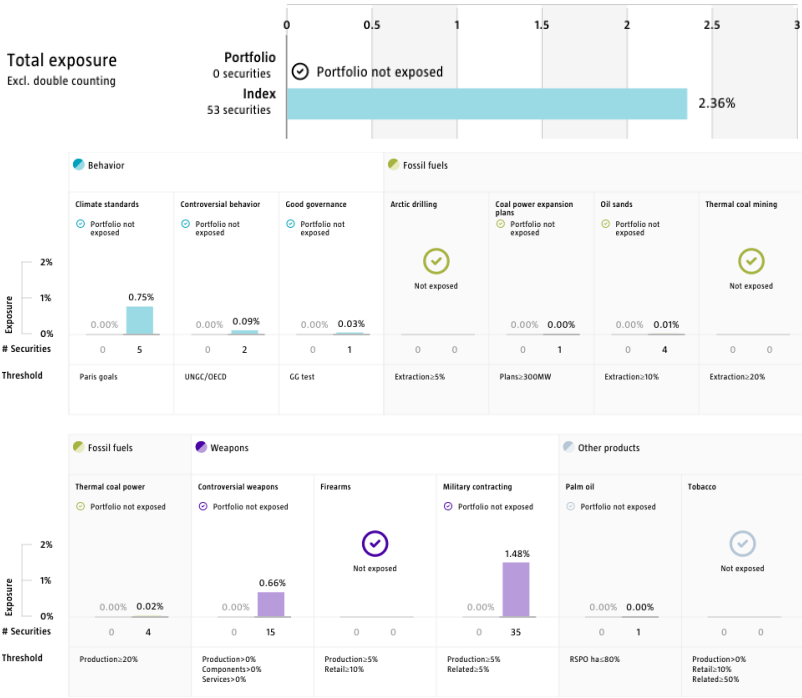 0 0.5 1 1.5 2 2.5 3
Total exposure
Excl. double counting
Portfolio
0 securities
Portfolio not exposed
Index
53 securities
2.36%
Behavior
Fossil fuels
Climate standards
Controversial behavior
Good governance
Arctic drilling
Coal power expansion
plans
Oil sands
Thermal coal mining
Portfolio not
exposed
Portfolio not
exposed
Portfolio not
exposed
Not exposed
Portfolio not
exposed
Portfolio not
exposed
Not exposed
Exposure
2%
1%
0%
0.00% 0.75%
0.00% 0.09%
0.00% 0.03%
0.00% 0.00%
0.00% 0.01%
# Securities 0 5 0 2 0 1 0 0 0 1 0 4 0 0
Threshold
Paris goals
UNGC/OECD
GG test
Extraction≥5%
Plans≥300MW
Extraction≥10%
Extraction≥20%
Fossil fuels
Weapons
Other products
Thermal coal power
Controversial weapons
Firearms
Military contracting
Palm oil
Tobacco
Portfolio not exposed
Portfolio not exposed
Not exposed
Portfolio not exposed
Portfolio not exposed
Not exposed
Exposure
2%
1%
0%
0.00% 0.02%
0.00% 0.66%
0.00% 1.48%
0.00% 0.00%
# Securities 0 4 0 15 0 0 0 35 0 1 0 0
Threshold
Production≥20%
Production>0%
Components>0%
Services>0%
Production≥5%
Retail≥10%
Production≥5%
Related≥5%
RSPO ha≤80%
Production>0%
Retail≥10%
Related≥50%